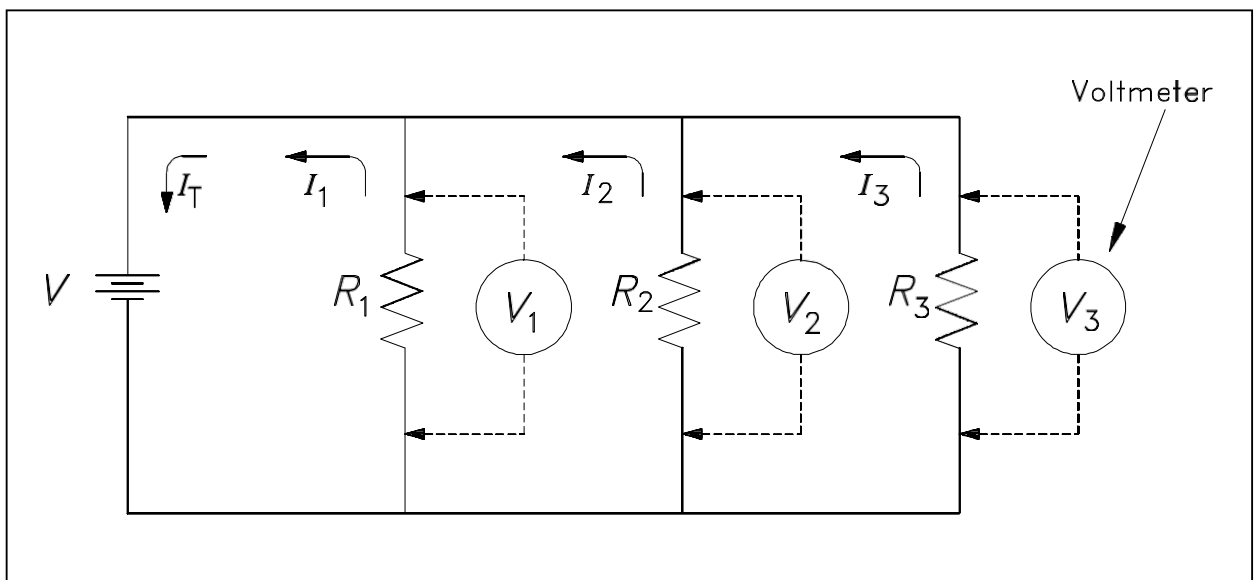 Voltmeter
I_T
I_1
I_2
I_3
V
R_1
V_1
R_2
V_2
R_3
V_3